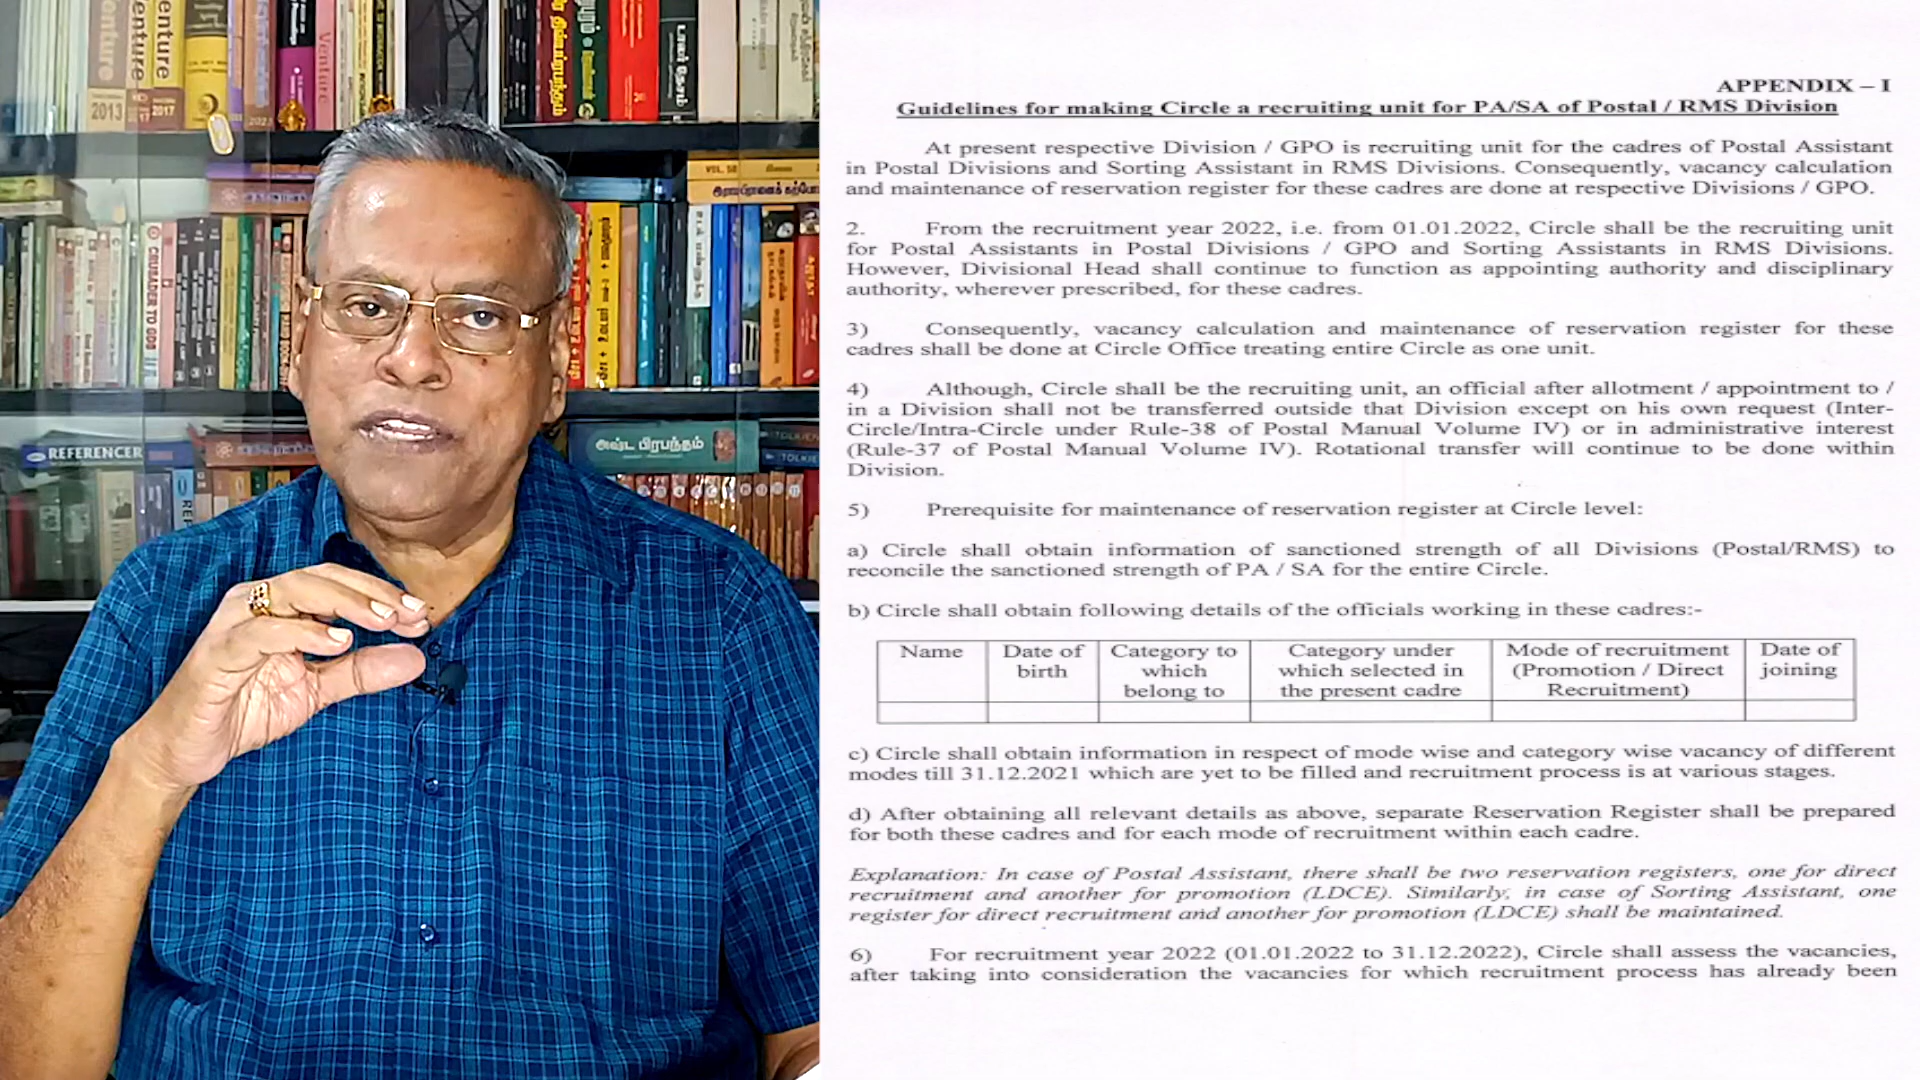 enture
2013
Venture
2017
Venture
2021
VOL. 50
CRUSADER TO GOD
REFERENCER
அஷ்ட பிரபந்தம்
TOLKIEN
TOLKIEN
APPENDIX – I
Guidelines for making Circle a recruiting unit for PA/SA of Postal / RMS Division
At present respective Division / GPO is recruiting unit for the cadres of Postal Assistant
in Postal Divisions and Sorting Assistant in RMS Divisions. Consequently, vacancy calculation
and maintenance of reservation register for these cadres are done at respective Divisions / GPO.
2. From the recruitment year 2022, i.e. from 01.01.2022, Circle shall be the recruiting unit
for Postal Assistants in Postal Divisions / GPO and Sorting Assistants in RMS Divisions.
However, Divisional Head shall continue to function as appointing authority and disciplinary
authority, wherever prescribed, for these cadres.
3) Consequently, vacancy calculation and maintenance of reservation register for these
cadres shall be done at Circle Office treating entire Circle as one unit.
4) Although, Circle shall be the recruiting unit, an official after allotment / appointment to /
in a Division shall not be transferred outside that Division except on his own request (Inter-
Circle/Intra-Circle under Rule-38 of Postal Manual Volume IV) or in administrative interest
(Rule-37 of Postal Manual Volume IV). Rotational transfer will continue to be done within
Division.
5) Prerequisite for maintenance of reservation register at Circle level:
a) Circle shall obtain information of sanctioned strength of all Divisions (Postal/RMS) to
reconcile the sanctioned strength of PA / SA for the entire Circle.
b) Circle shall obtain following details of the officials working in these cadres:-
Name Date of birth Category to which belong to Category under which selected in the present cadre Mode of recruitment (Promotion / Direct Recruitment) Date of joining
c) Circle shall obtain information in respect of mode wise and category wise vacancy of different
modes till 31.12.2021 which are yet to be filled and recruitment process is at various stages.
d) After obtaining all relevant details as above, separate Reservation Register shall be prepared
for both these cadres and for each mode of recruitment within each cadre.
Explanation: In case of Postal Assistant, there shall be two reservation registers, one for direct
recruitment and another for promotion (LDCE). Similarly, in case of Sorting Assistant, one
register for direct recruitment and another for promotion (LDCE) shall be maintained.
6) For recruitment year 2022 (01.01.2022 to 31.12.2022), Circle shall assess the vacancies,
after taking into consideration the vacancies for which recruitment process has already been